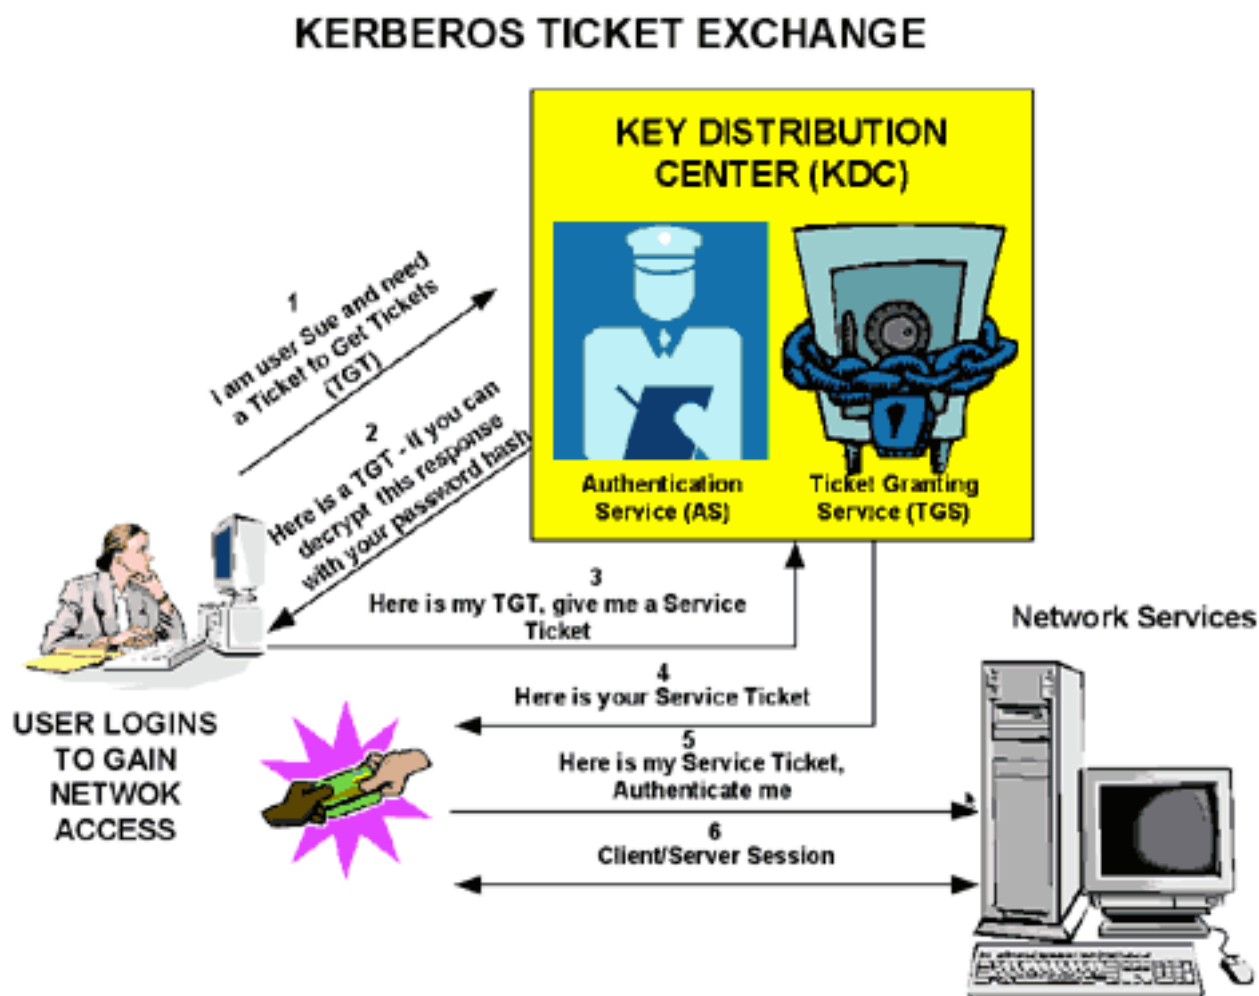 KERBEROS TICKET EXCHANGE
KEY DISTRIBUTION
CENTER (KDC)
Authentication
Service (AS)
Ticket Granting
Service (TGS)
1
I am user Sue and need
a Ticket to Get Tickets
(TGT)
2
Here is a TGT - if you can
decrypt this response
with your password hash
3
Here is my TGT, give me a Service
Ticket
4
Here is your Service Ticket
5
Here is my Service Ticket,
Authenticate me
6
Client/Server Session
USER LOGINS
TO GAIN
NETWOK
ACCESS
Network Services